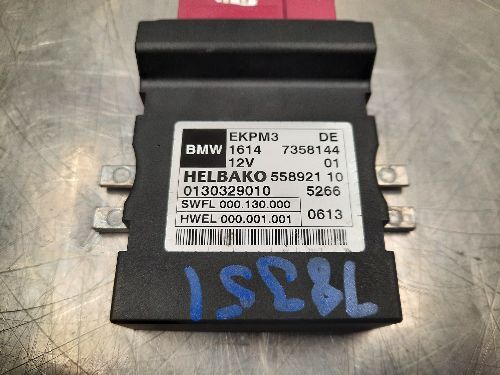 EKPM3 DE
BMW 1614 7358144
12V 01
HELBAKO 558921 10
0130329010 5266
SWFL 000.130.000
HWEL 000.001.001 0613
78351